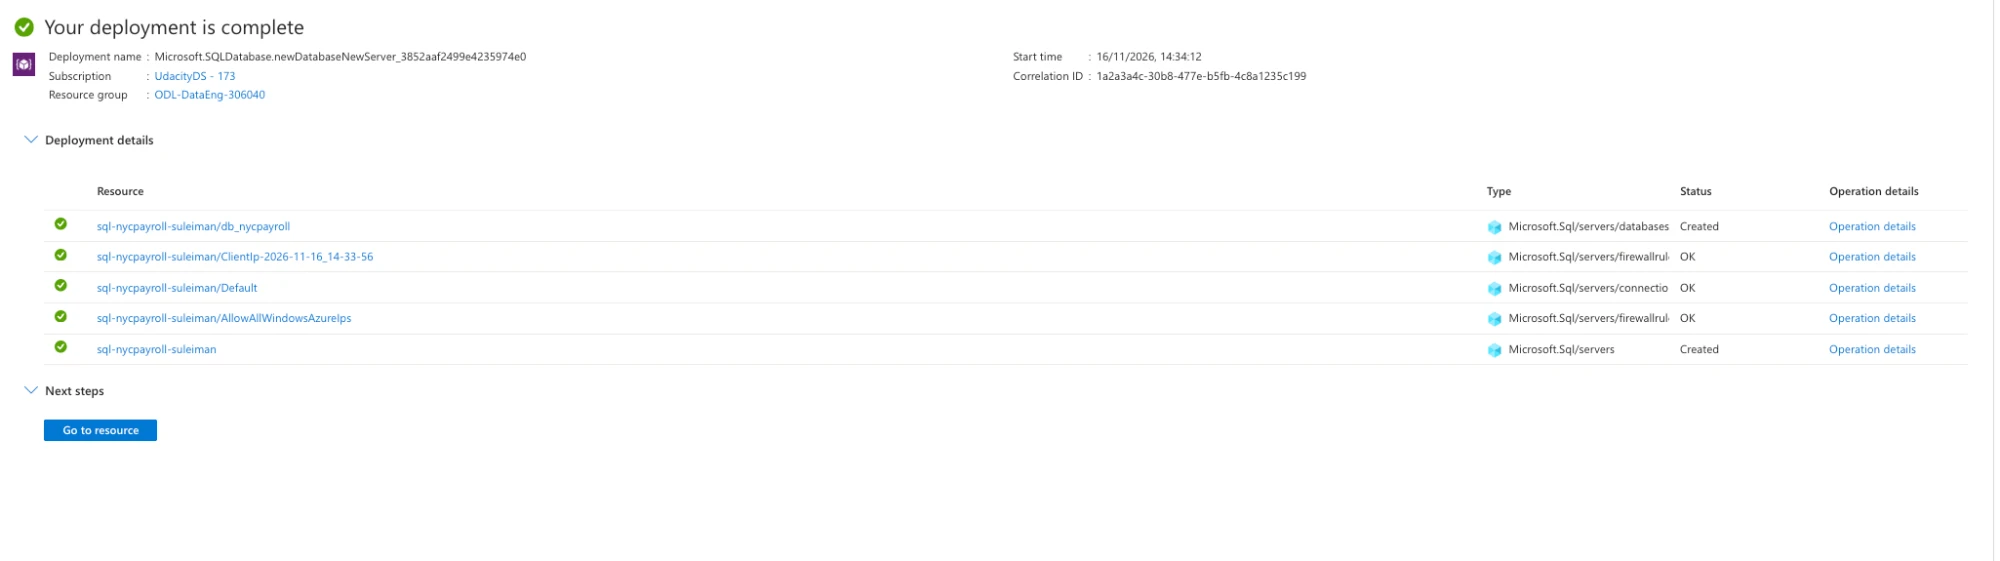 Your deployment is complete
Deployment name : Microsoft.SQLDatabase.newDatabaseNewServer_3852aaf2499e4235974e0
Subscription : UdacityDS - 173
Resource group : ODL-DataEng-306040
Start time : 16/11/2026, 14:34:12
Correlation ID : 1a2a3a4c-30b8-477e-b5fb-4c8a1235c199
Deployment details
Resource Type Status Operation details
sql-nycpayroll-suleiman/db_nycpayroll Microsoft.Sql/servers/databases Created Operation details
sql-nycpayroll-suleiman/ClientIp-2026-11-16_14-33-56 Microsoft.Sql/servers/firewallrul OK Operation details
sql-nycpayroll-suleiman/Default Microsoft.Sql/servers/connectio OK Operation details
sql-nycpayroll-suleiman/AllowAllWindowsAzureIps Microsoft.Sql/servers/firewallrul OK Operation details
sql-nycpayroll-suleiman Microsoft.Sql/servers Created Operation details
Next steps
Go to resource